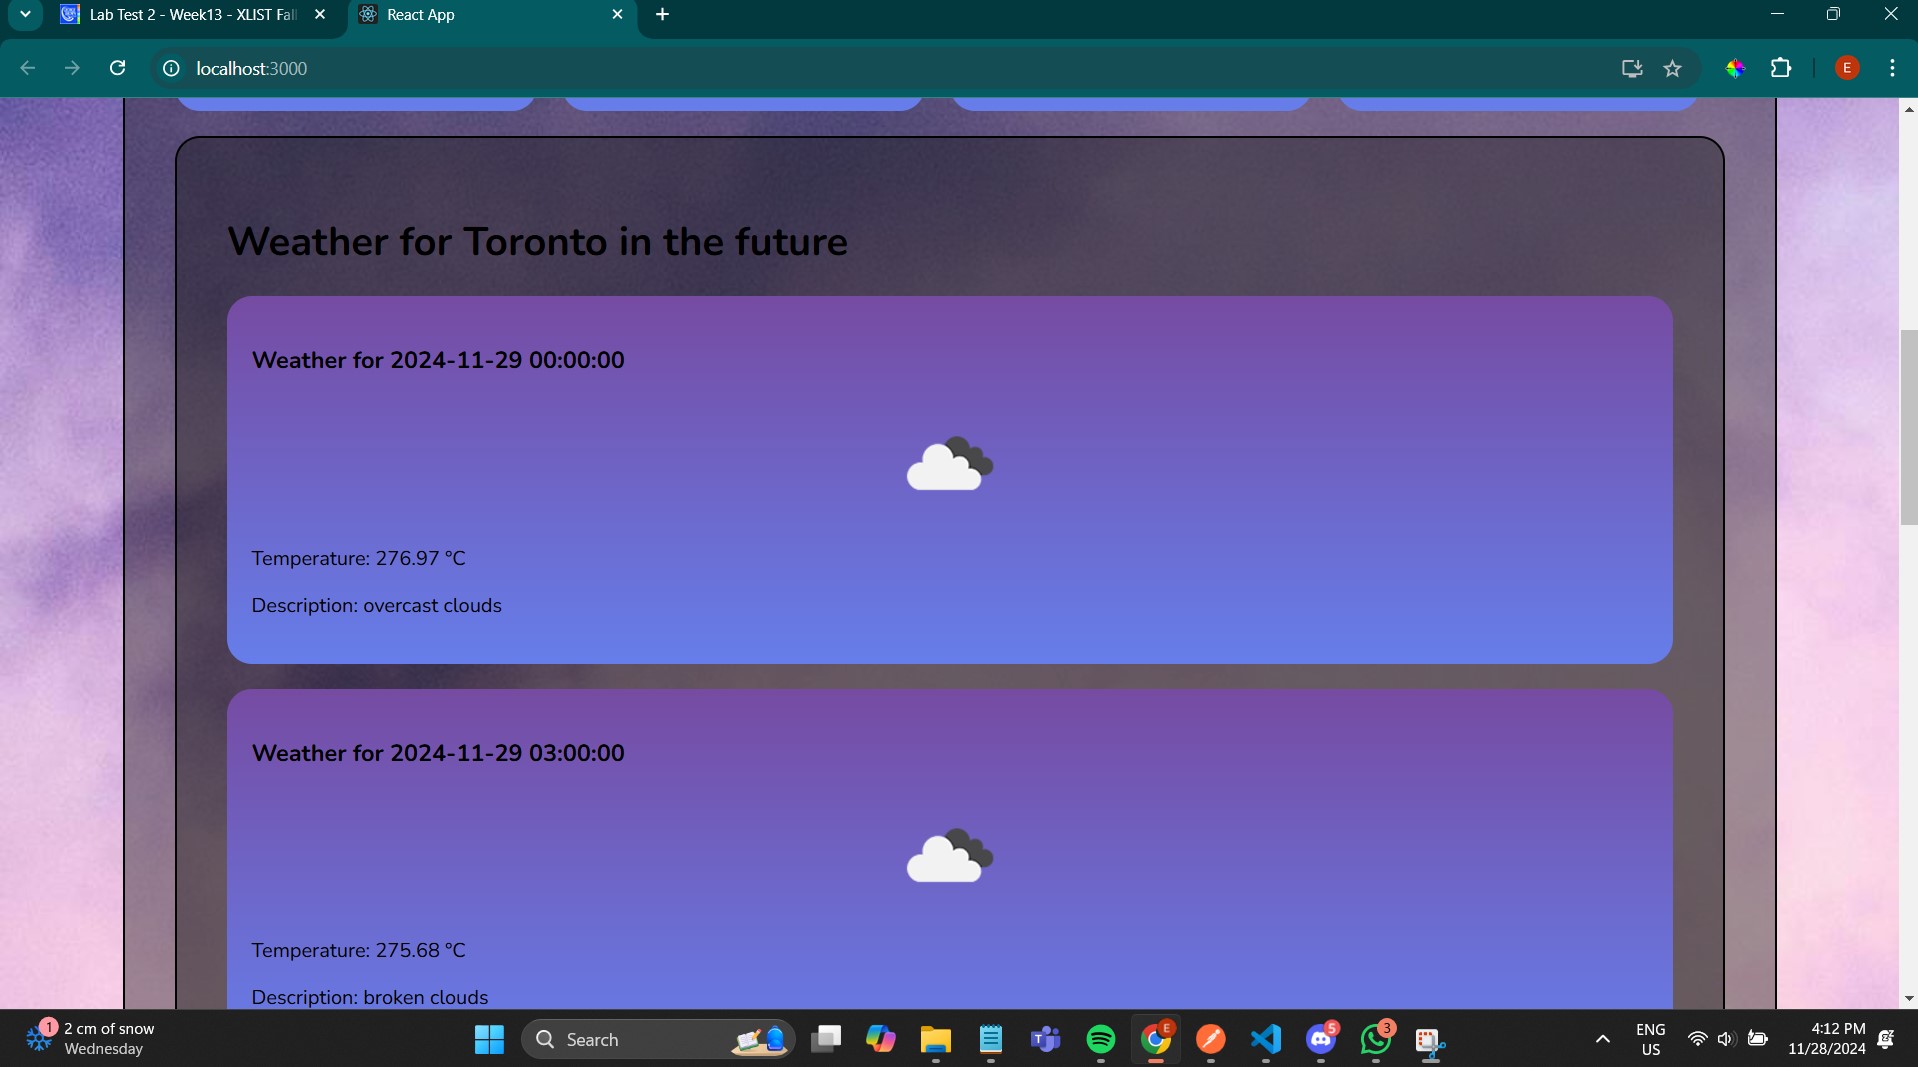 Lab Test 2 - Week13 - XLIST Fal
React App
localhost:3000
E
Weather for Toronto in the future
Weather for 2024-11-29 00:00:00
Temperature: 276.97 °C
Description: overcast clouds
Weather for 2024-11-29 03:00:00
Temperature: 275.68 °C
Description: broken clouds
1
2 cm of snow
Wednesday
Search
E
5
3
ENG
US
4:12 PM
11/28/2024